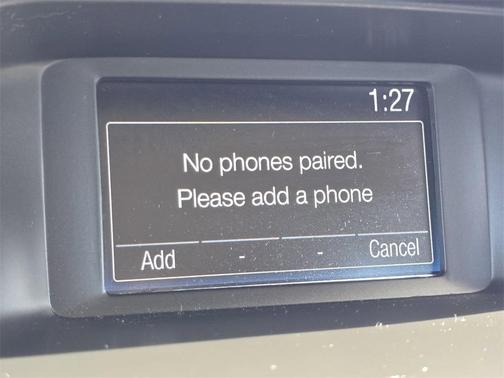 1:27
No phones paired.
Please add a phone
Add - - Cancel